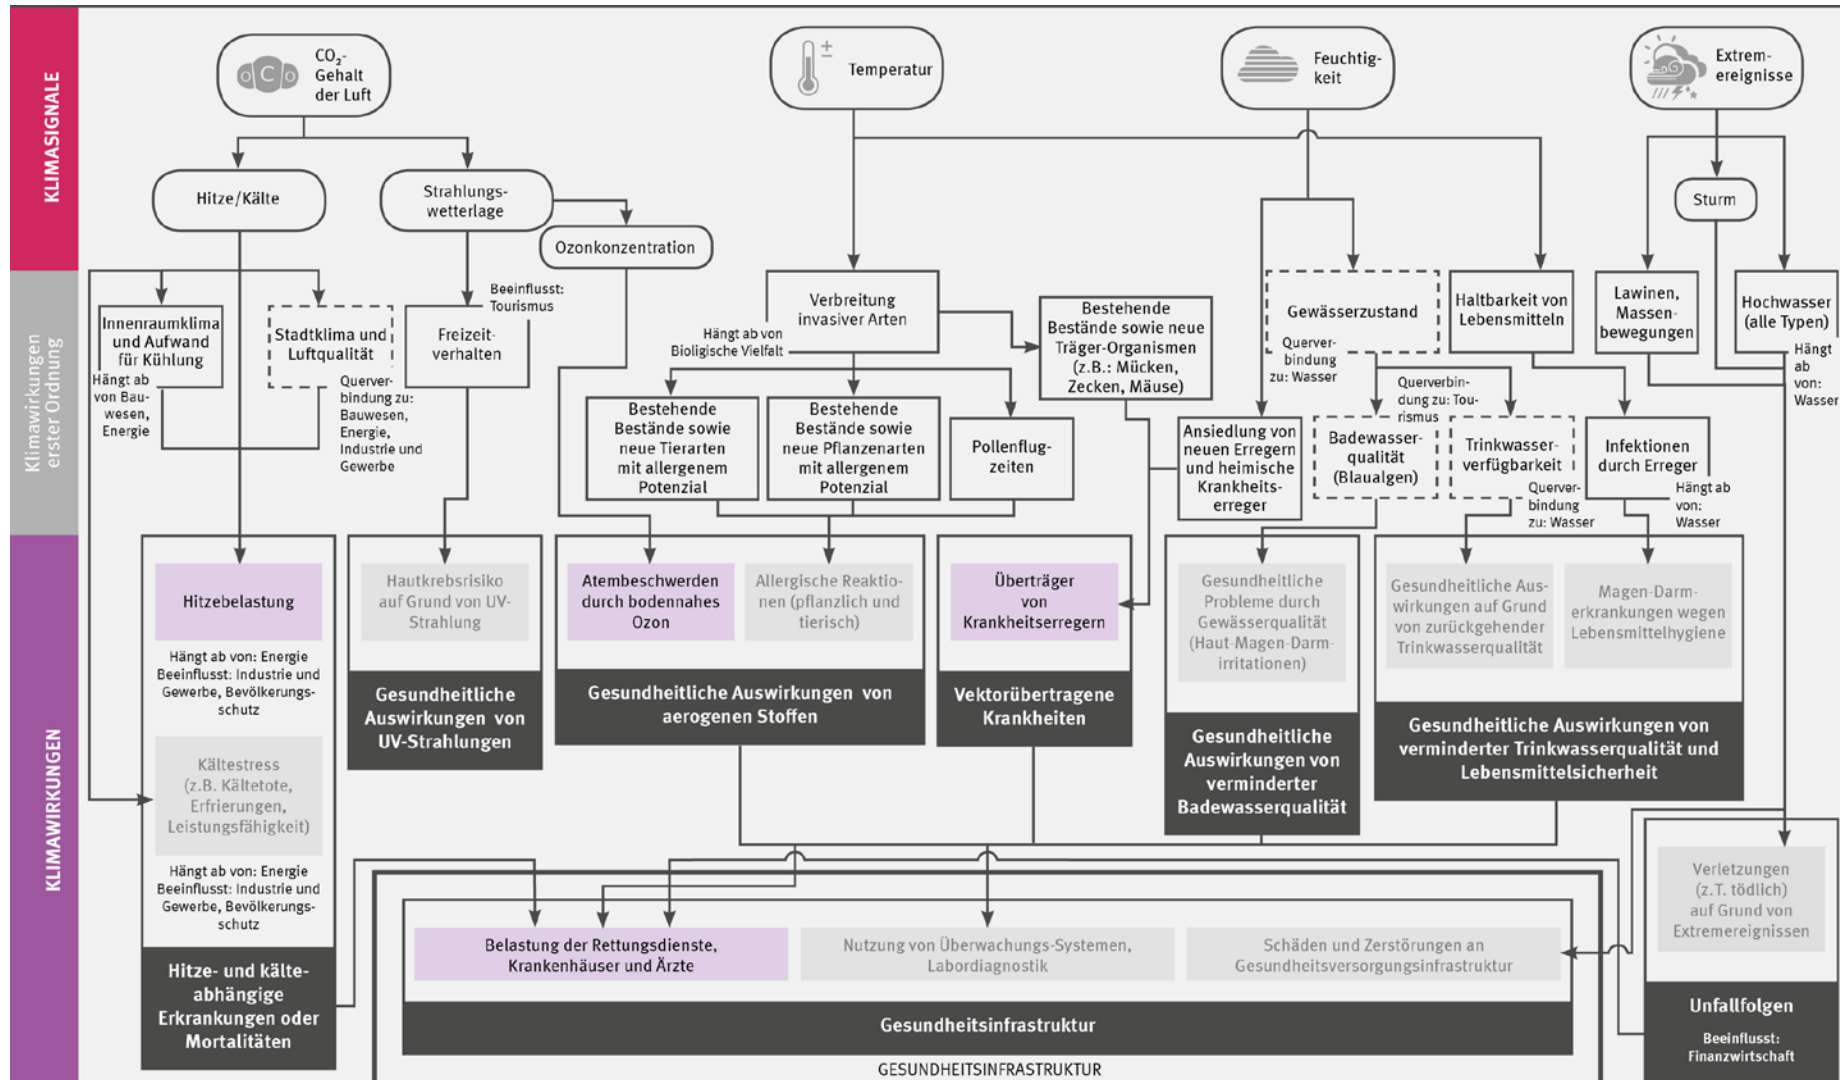 KLIMASIGNALE
CO₂-
Gehalt
der Luft
Temperatur
Feuchtig-
keit
Extrem-
ereignisse
Hitze/Kälte
Strahlungs-
wetterlage
Ozonkonzentration
Sturm
Klimawirkungen
erster Ordnung
Innenraumklima
und Aufwand
für Kühlung
Hängt ab
von Bau-
wesen,
Energie
Stadtklima und
Luftqualität
Querver-
bindung zu:
Bauwesen,
Energie,
Industrie und
Gewerbe
Beeinflusst:
Tourismus
Freizeit-
verhalten
Verbreitung
invasiver Arten
Hängt ab von
Bioligische Vielfalt
Bestehende
Bestände sowie neue
Träger-Organismen
(z.B.: Mücken,
Zecken, Mäuse)
Bestehende
Bestände sowie
neue Tierarten
mit allergenem
Potenzial
Bestehende
Bestände sowie
neue Pflanzenarten
mit allergenem
Potenzial
Pollenflug-
zeiten
Ansiedlung von
neuen Erregern
und heimische
Krankheits-
erreger
Gewässerzustand
Querver-
bindung
zu: Wasser
Haltbarkeit von
Lebensmitteln
Lawinen,
Massen-
bewegungen
Hochwasser
(alle Typen)
Hängt
ab
von:
Wasser
Querverbin-
dung zu: Tou-
rismus
Badewasser-
qualität
(Blaualgen)
Trinkwasser-
verfügbarkeit
Querver-
bindung
zu: Wasser
Infektionen
durch Erreger
Hängt ab
von:
Wasser
KLIMAWIRKUNGEN
Hitzebelastung
Hängt ab von: Energie
Beeinflusst: Industrie und
Gewerbe, Bevölkerungs-
schutz
Kältestress
(z.B. Kältetote,
Erfrierungen,
Leistungsfähigkeit)
Hängt ab von: Energie
Beeinflusst: Industrie und
Gewerbe, Bevölkerungs-
schutz
Hitze- und kälte-
abhängige
Erkrankungen oder
Mortalitäten
Hautkrebsrisiko
auf Grund von UV-
Strahlung
Gesundheitliche
Auswirkungen von
UV-Strahlungen
Atembeschwerden
durch bodennahes
Ozon
Allergische Reaktio-
nen (pflanzlich und
tierisch)
Gesundheitliche Auswirkungen von
aerogenen Stoffen
Überträger
von
Krankheitserregern
Vektorübertragene
Krankheiten
Gesundheitliche
Probleme durch
Gewässerqualität
(Haut-Magen-Darm-
irritationen)
Gesundheitliche
Auswirkungen von
verminderter
Badewasserqualität
Gesundheitliche Aus-
wirkungen auf Grund
von zurückgehender
Trinkwasserqualität
Magen-Darm-
erkrankungen wegen
Lebensmittelhygiene
Gesundheitliche Auswirkungen von
verminderter Trinkwasserqualität und
Lebensmittelsicherheit
Verletzungen
(z.T. tödlich)
auf Grund von
Extremereignissen
Unfallfolgen
Beeinflusst:
Finanzwirtschaft
Belastung der Rettungsdienste,
Krankenhäuser und Ärzte
Nutzung von Überwachungs-Systemen,
Labordiagnostik
Schäden und Zerstörungen an
Gesundheitsversorgungsinfrastruktur
Gesundheitsinfrastruktur
GESUNDHEITSINFRASTRUKTUR